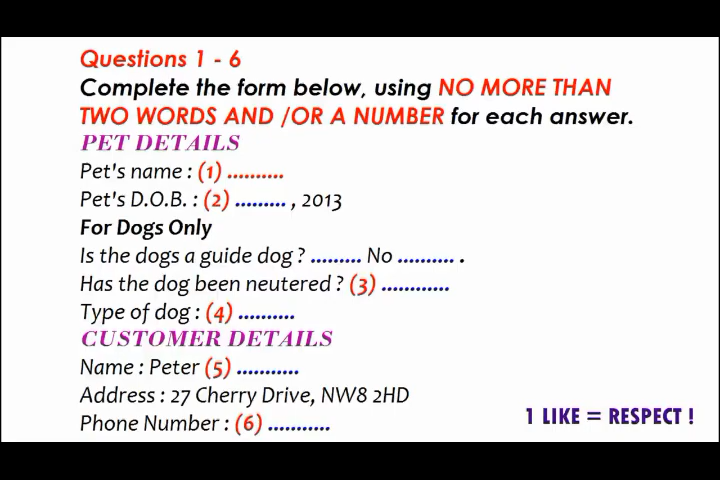 Questions 1 - 6
Complete the form below, using NO MORE THAN
TWO WORDS AND /OR A NUMBER for each answer.
PET DETAILS
Pet's name : (1) ..........
Pet's D.O.B. : (2) ......... , 2013
For Dogs Only
Is the dogs a guide dog ? ......... No .......... .
Has the dog been neutered ? (3) ............
Type of dog : (4) ..........
CUSTOMER DETAILS
Name : Peter (5) ...........
Address : 27 Cherry Drive, NW8 2HD
Phone Number : (6) ...........
1 LIKE = RESPECT !